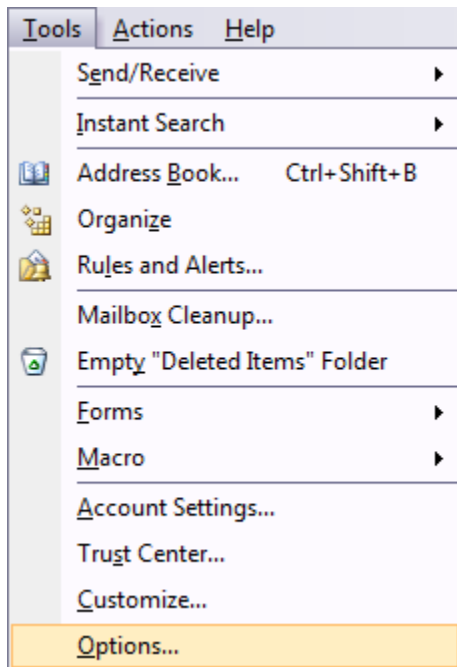 Tools Actions Help
Send/Receive
Instant Search
Address Book... Ctrl+Shift+B
Organize
Rules and Alerts...
Mailbox Cleanup...
Empty "Deleted Items" Folder
Forms
Macro
Account Settings...
Trust Center...
Customize...
Options...